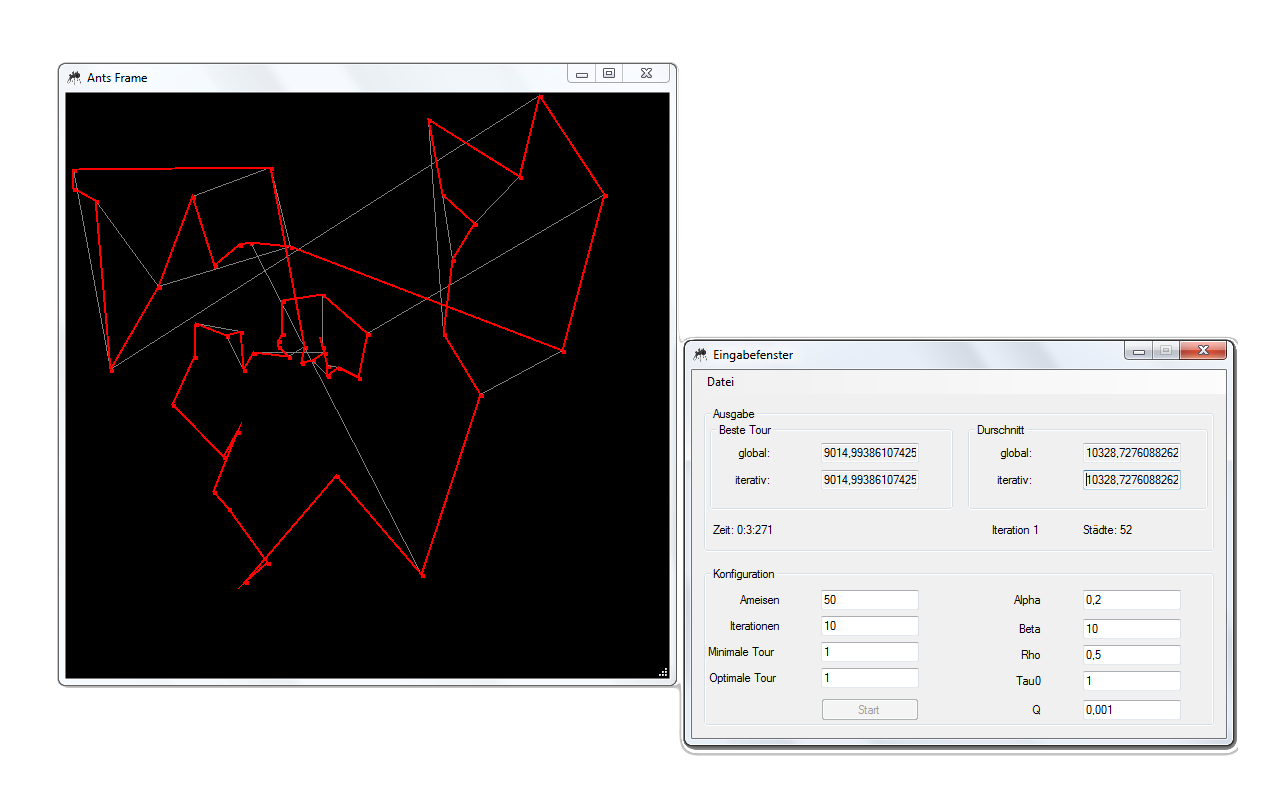 Ants Frame
Eingabefenster
Datei
Ausgabe
Beste Tour
Durschnitt
global: 9014,99386107425
global: 10328,7276088262
iterativ: 9014,99386107425
iterativ: 10328,7276088262
Zeit: 0:3:271
Iteration 1
Städte: 52
Konfiguration
Ameisen 50
Alpha 0,2
Iterationen 10
Beta 10
Minimale Tour 1
Rho 0,5
Optimale Tour 1
Tau0 1
Start
Q 0,001